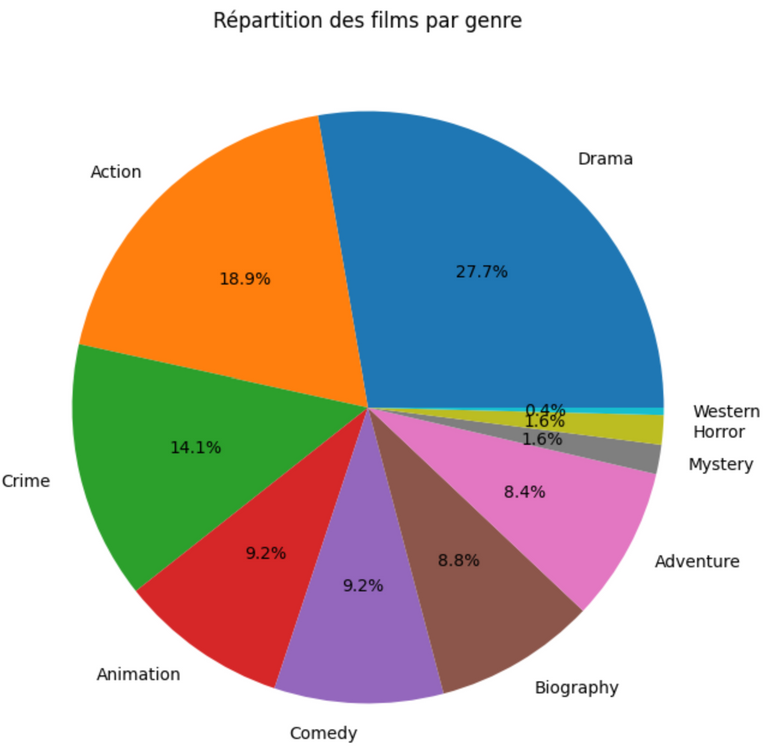 Répartition des films par genre
Drama
Action
27.7%
18.9%
0.4%
Western
1.6%
Horror
1.6%
14.1%
Mystery
Crime
8.4%
9.2%
8.8%
Adventure
9.2%
Animation
Biography
Comedy